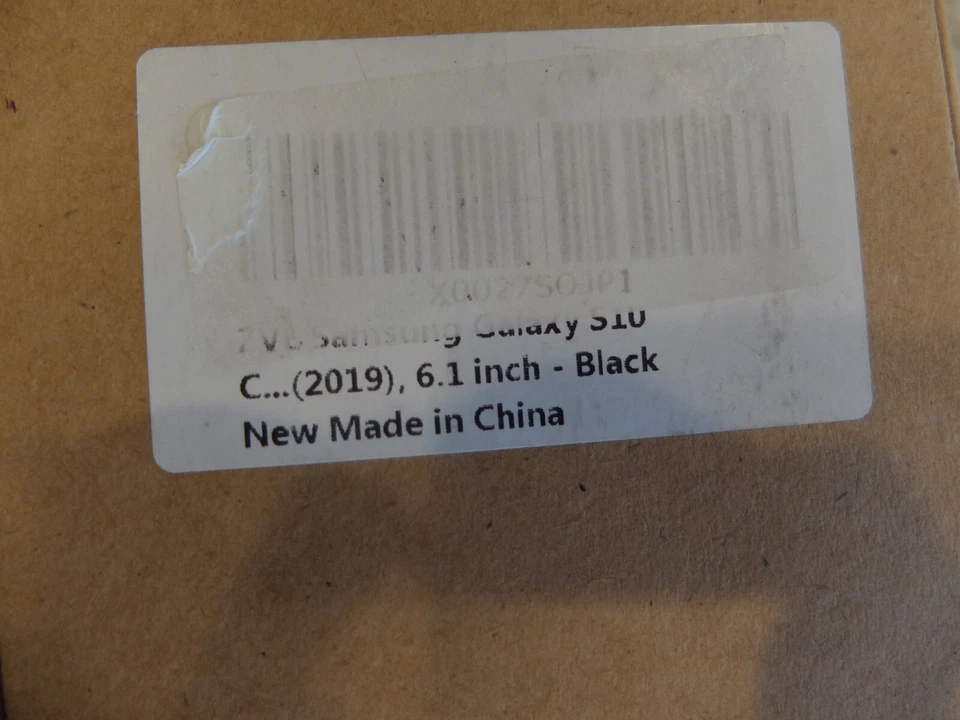 X0027SOJP1
Samsung Galaxy S10
C...(2019), 6.1 inch - Black
New Made in China